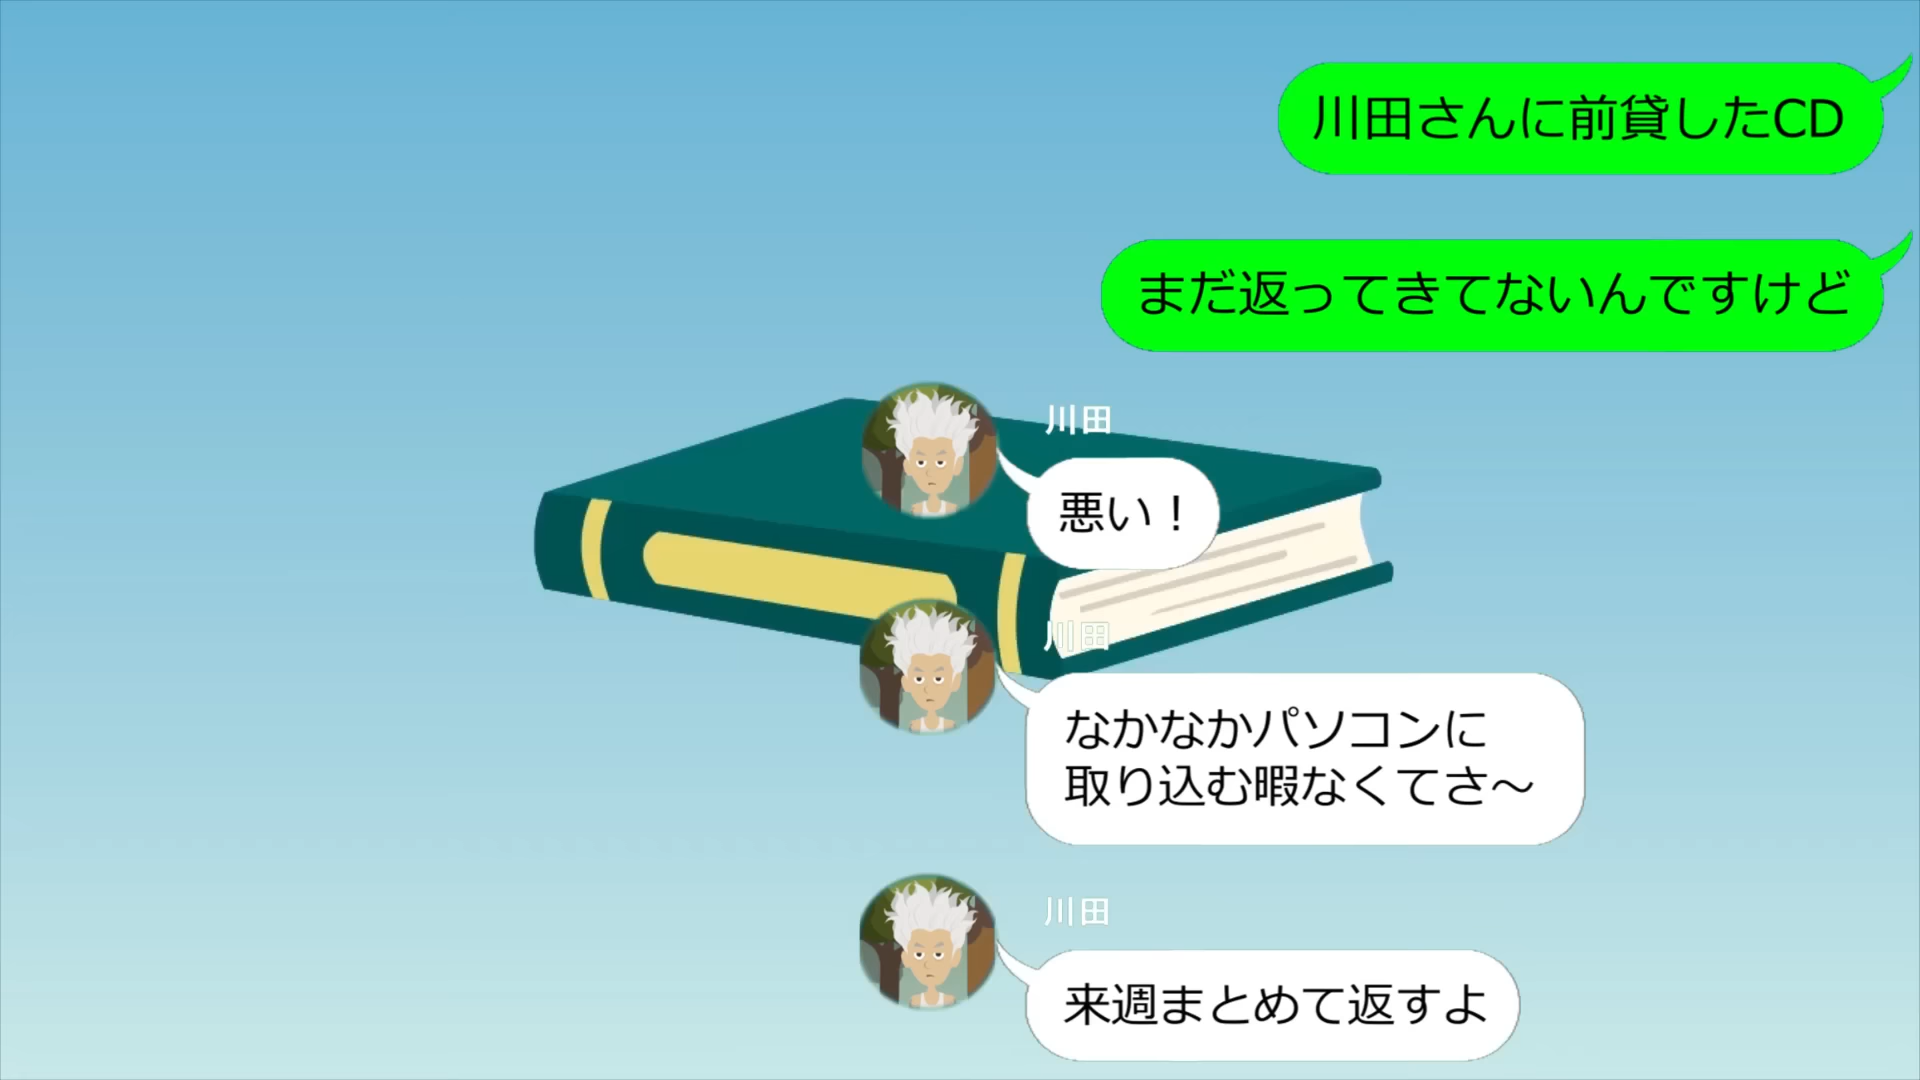 川田さんに前貸したCD
まだ返ってきてないんですけど
川田
悪い！
川田
なかなかパソコンに
取り込む暇なくてさ～
川田
来週まとめて返すよ